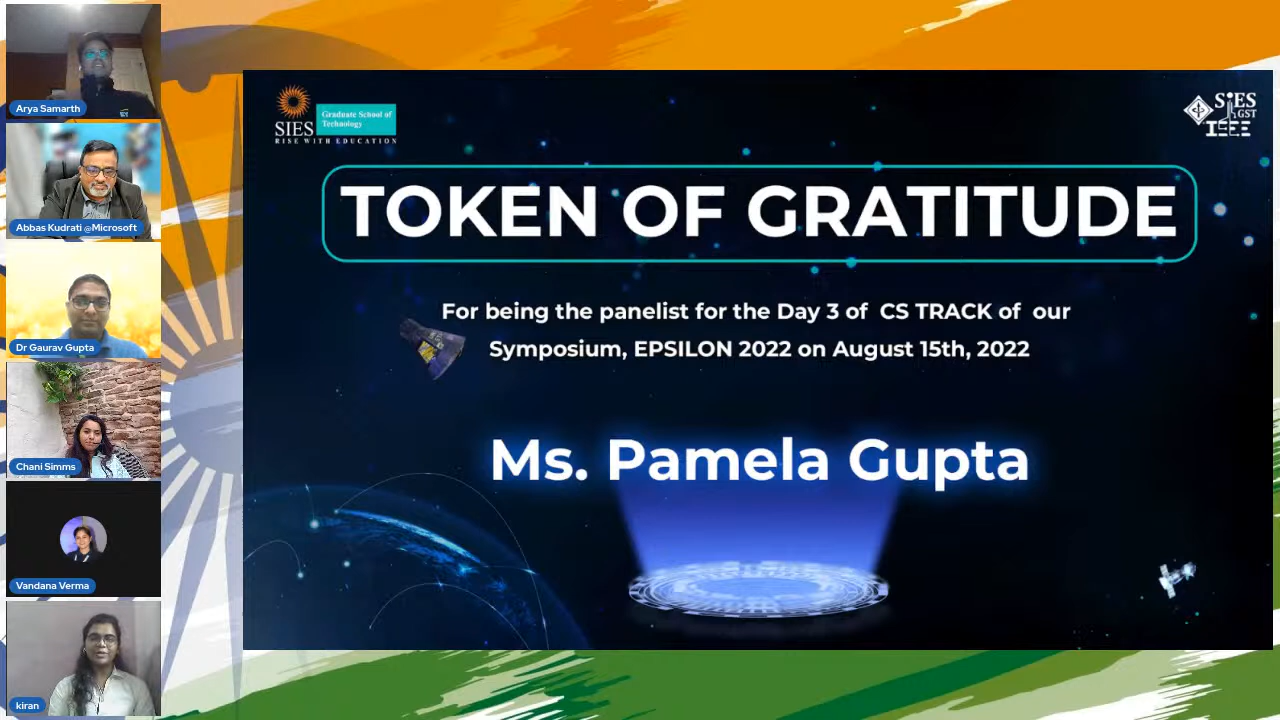 Arya Samarth
Abbas Kudrati @Microsoft
Dr Gaurav Gupta
Chani Simms
Vandana Verma
kiran
SIES
Graduate School of
Technology
RISE WITH EDUCATION
SIES
GST
IEEE
TOKEN OF GRATITUDE
For being the panelist for the Day 3 of CS TRACK of our
Symposium, EPSILON 2022 on August 15th, 2022
Ms. Pamela Gupta